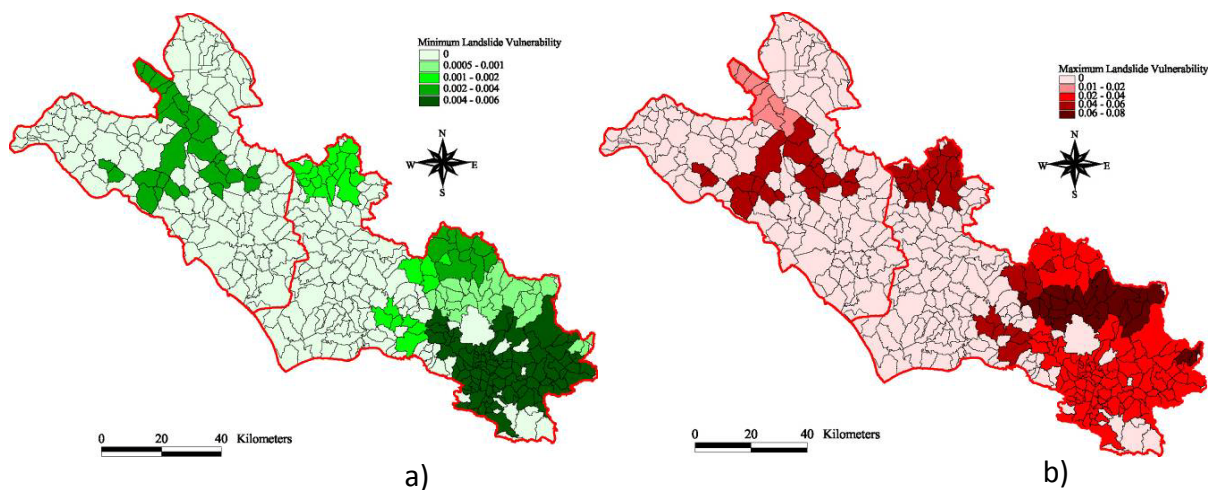 Minimum Landslide Vulnerability
0
0.0005 - 0.001
0.001 - 0.002
0.002 - 0.004
0.004 - 0.006
N
W E
S
0 20 40 Kilometers
a)
Maximum Landslide Vulnerability
0
0.01 - 0.02
0.02 - 0.04
0.04 - 0.06
0.06 - 0.08
N
W E
S
0 20 40 Kilometers
b)